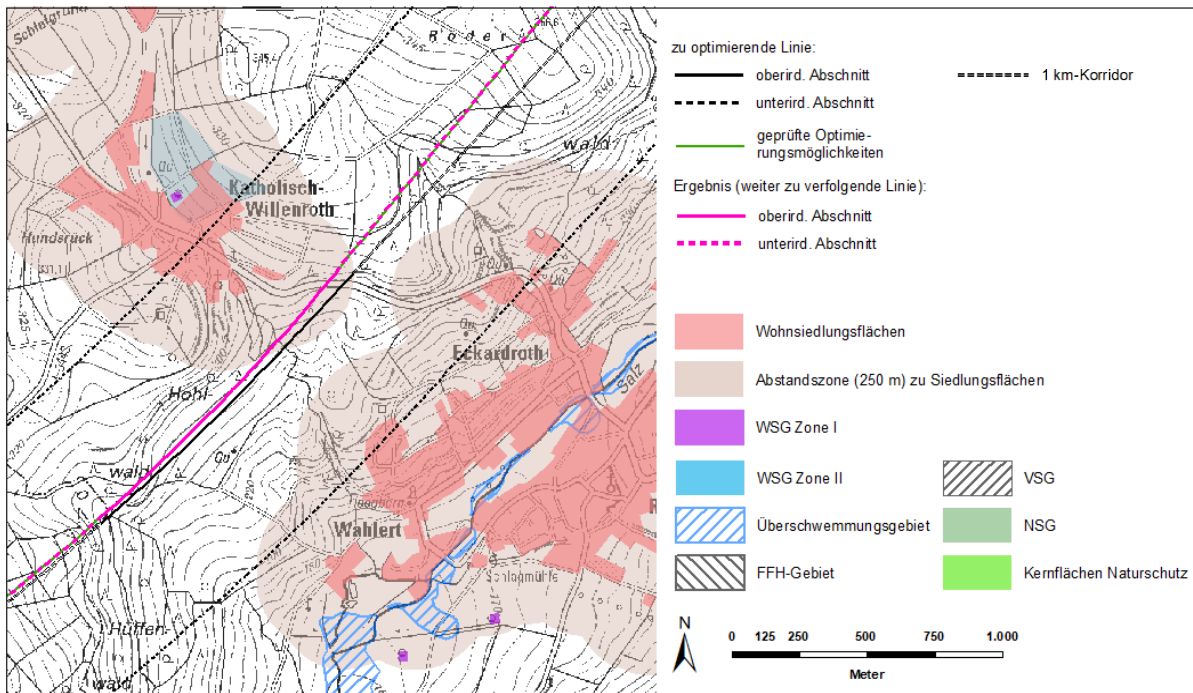 Schlaigrund
Röder
wald
Katholisch-
Willenroth
Hundsrück
Eckardroth
Salz
Hohl-
wald
Wahlert
Schlagmühle
Hüffen-
wald
zu optimierende Linie:
oberird. Abschnitt
1 km-Korridor
unterird. Abschnitt
geprüfte Optimie-
rungsmöglichkeiten
Ergebnis (weiter zu verfolgende Linie):
oberird. Abschnitt
unterird. Abschnitt
Wohnsiedlungsflächen
Abstandszone (250 m) zu Siedlungsflächen
WSG Zone I
WSG Zone II
VSG
Überschwemmungsgebiet
NSG
FFH-Gebiet
Kernflächen Naturschutz
N
0 125 250 500 750 1.000
Meter